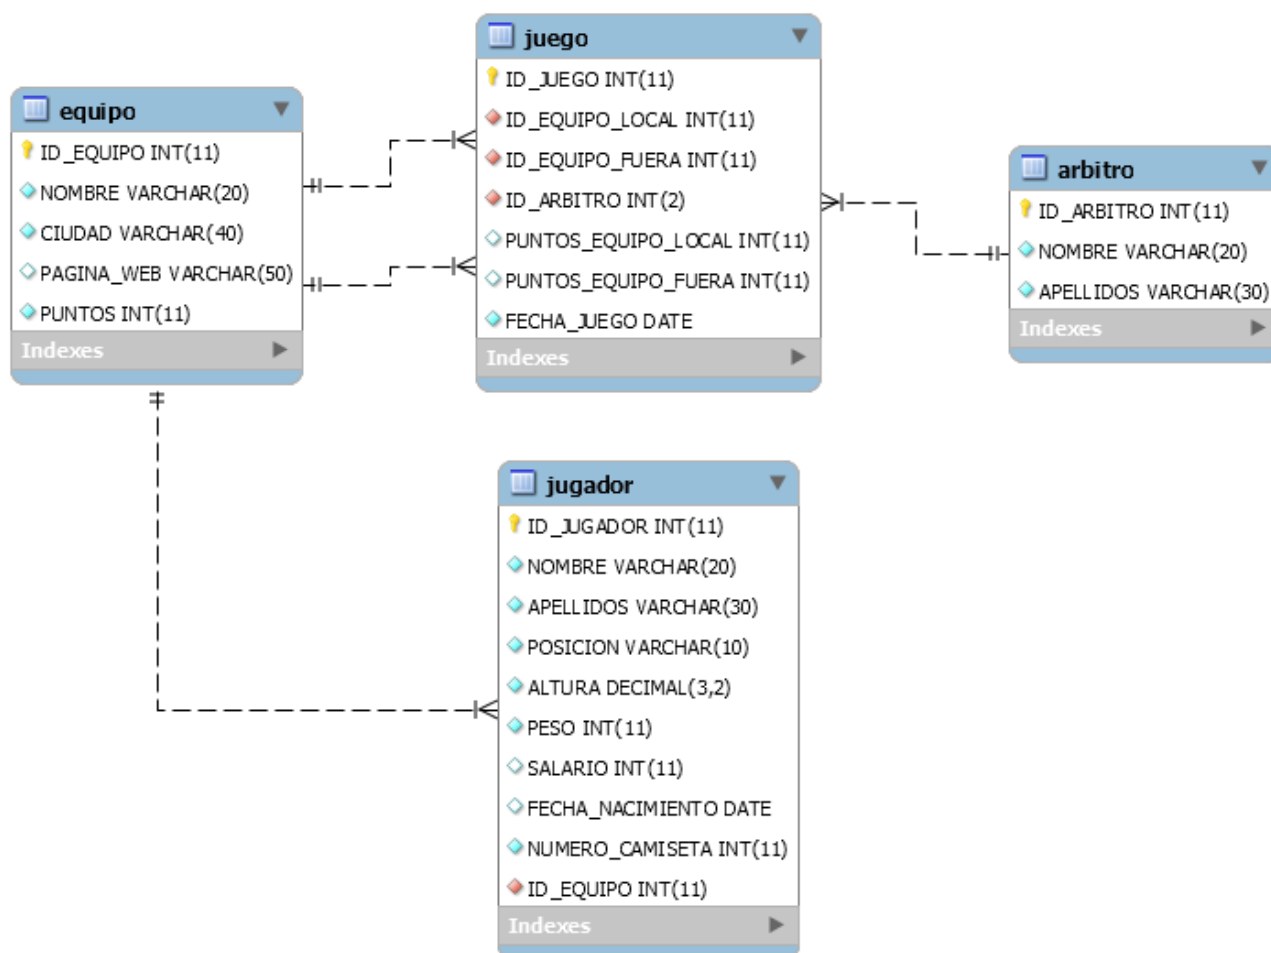 equipo
ID_EQUIPO INT(11)
NOMBRE VARCHAR(20)
CIUDAD VARCHAR(40)
PAGINA_WEB VARCHAR(50)
PUNTOS INT(11)
Indexes
juego
ID_JUEGO INT(11)
ID_EQUIPO_LOCAL INT(11)
ID_EQUIPO_FUERA INT(11)
ID_ARBITRO INT(2)
PUNTOS_EQUIPO_LOCAL INT(11)
PUNTOS_EQUIPO_FUERA INT(11)
FECHA_JUEGO DATE
Indexes
arbitro
ID_ARBITRO INT(11)
NOMBRE VARCHAR(20)
APELLIDOS VARCHAR(30)
Indexes
jugador
ID_JUGADOR INT(11)
NOMBRE VARCHAR(20)
APELLIDOS VARCHAR(30)
POSICION VARCHAR(10)
ALTURA DECIMAL(3,2)
PESO INT(11)
SALARIO INT(11)
FECHA_NACIMIENTO DATE
NUMERO_CAMISETA INT(11)
ID_EQUIPO INT(11)
Indexes